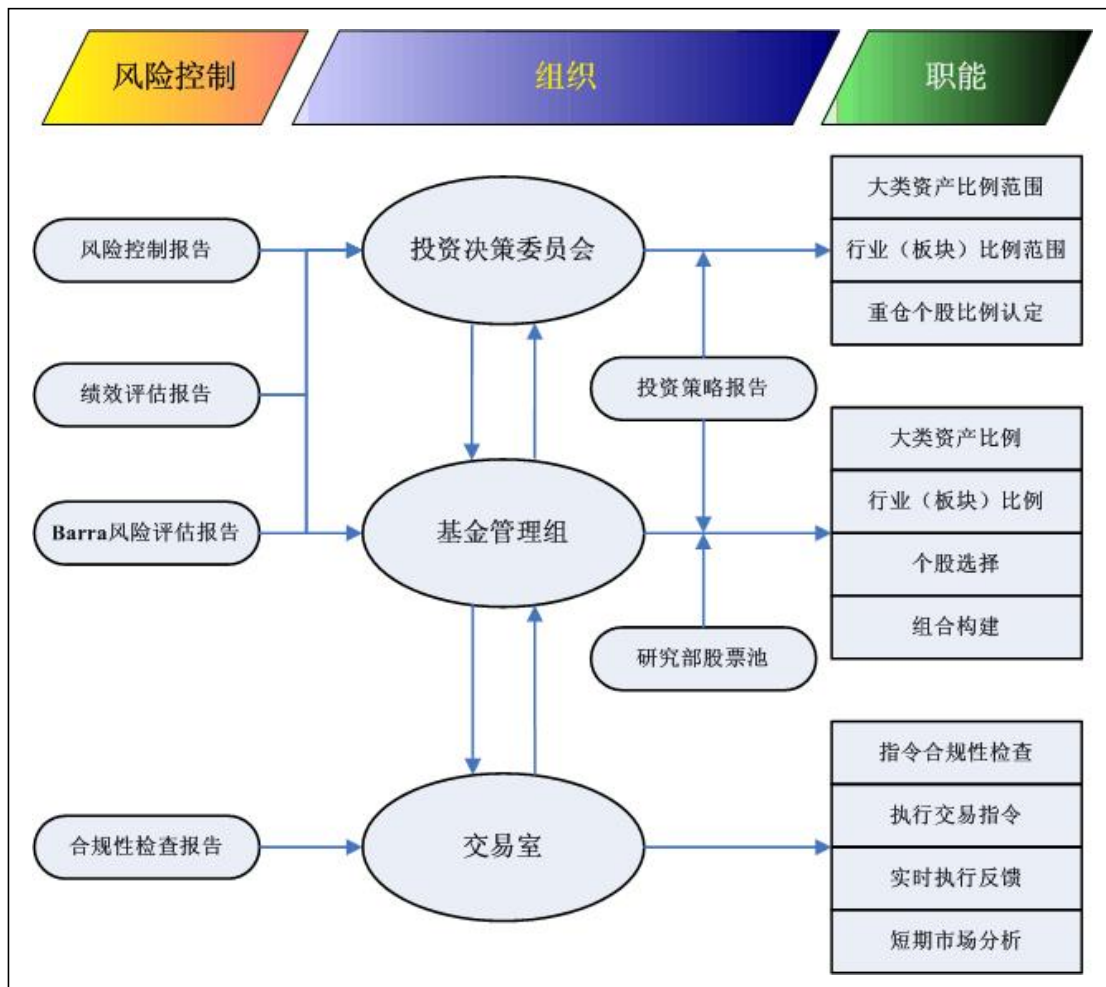 风险控制
组织
职能
风险控制报告
绩效评估报告
Barra风险评估报告
合规性检查报告
投资决策委员会
基金管理组
交易室
投资策略报告
研究部股票池
大类资产比例范围
行业（板块）比例范围
重仓个股比例认定
大类资产比例
行业（板块）比例
个股选择
组合构建
指令合规性检查
执行交易指令
实时执行反馈
短期市场分析